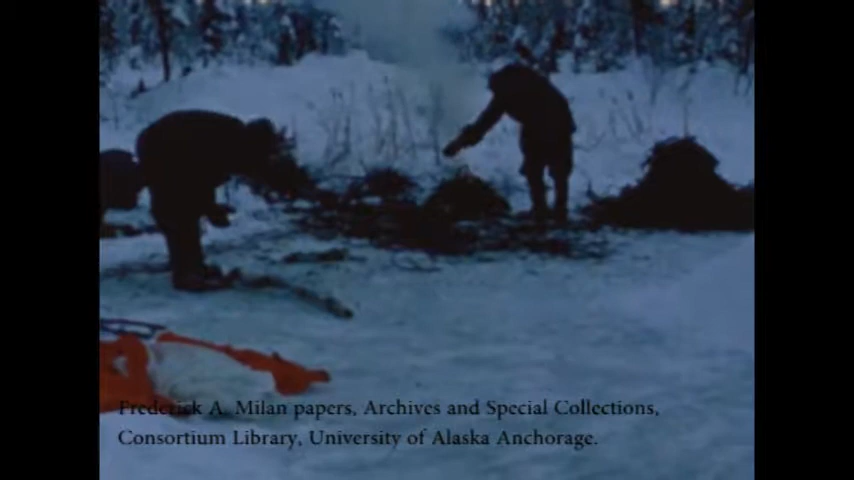 Frederick A. Milan papers, Archives and Special Collections,
Consortium Library, University of Alaska Anchorage.